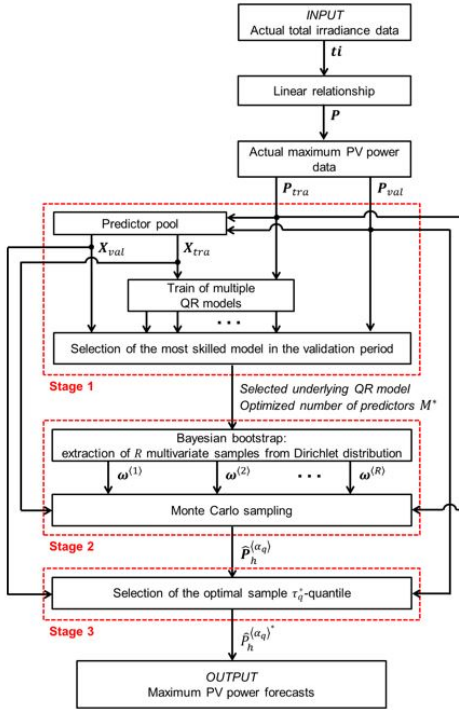 INPUT
Actual total irradiance data
ti
Linear relationship
P
Actual maximum PV power
data
P_tra
P_val
Predictor pool
X_val
X_tra
Train of multiple
QR models
...
Selection of the most skilled model in the validation period
Stage 1
Selected underlying QR model
Optimized number of predictors M*
Bayesian bootstrap:
extraction of R multivariate samples from Dirichlet distribution
ω^(1)
ω^(2)
...
ω^(R)
Monte Carlo sampling
Stage 2
P̂_h^(α_q)
Selection of the optimal sample τ_q^*-quantile
Stage 3
P̂_h^(α_q)*
OUTPUT
Maximum PV power forecasts